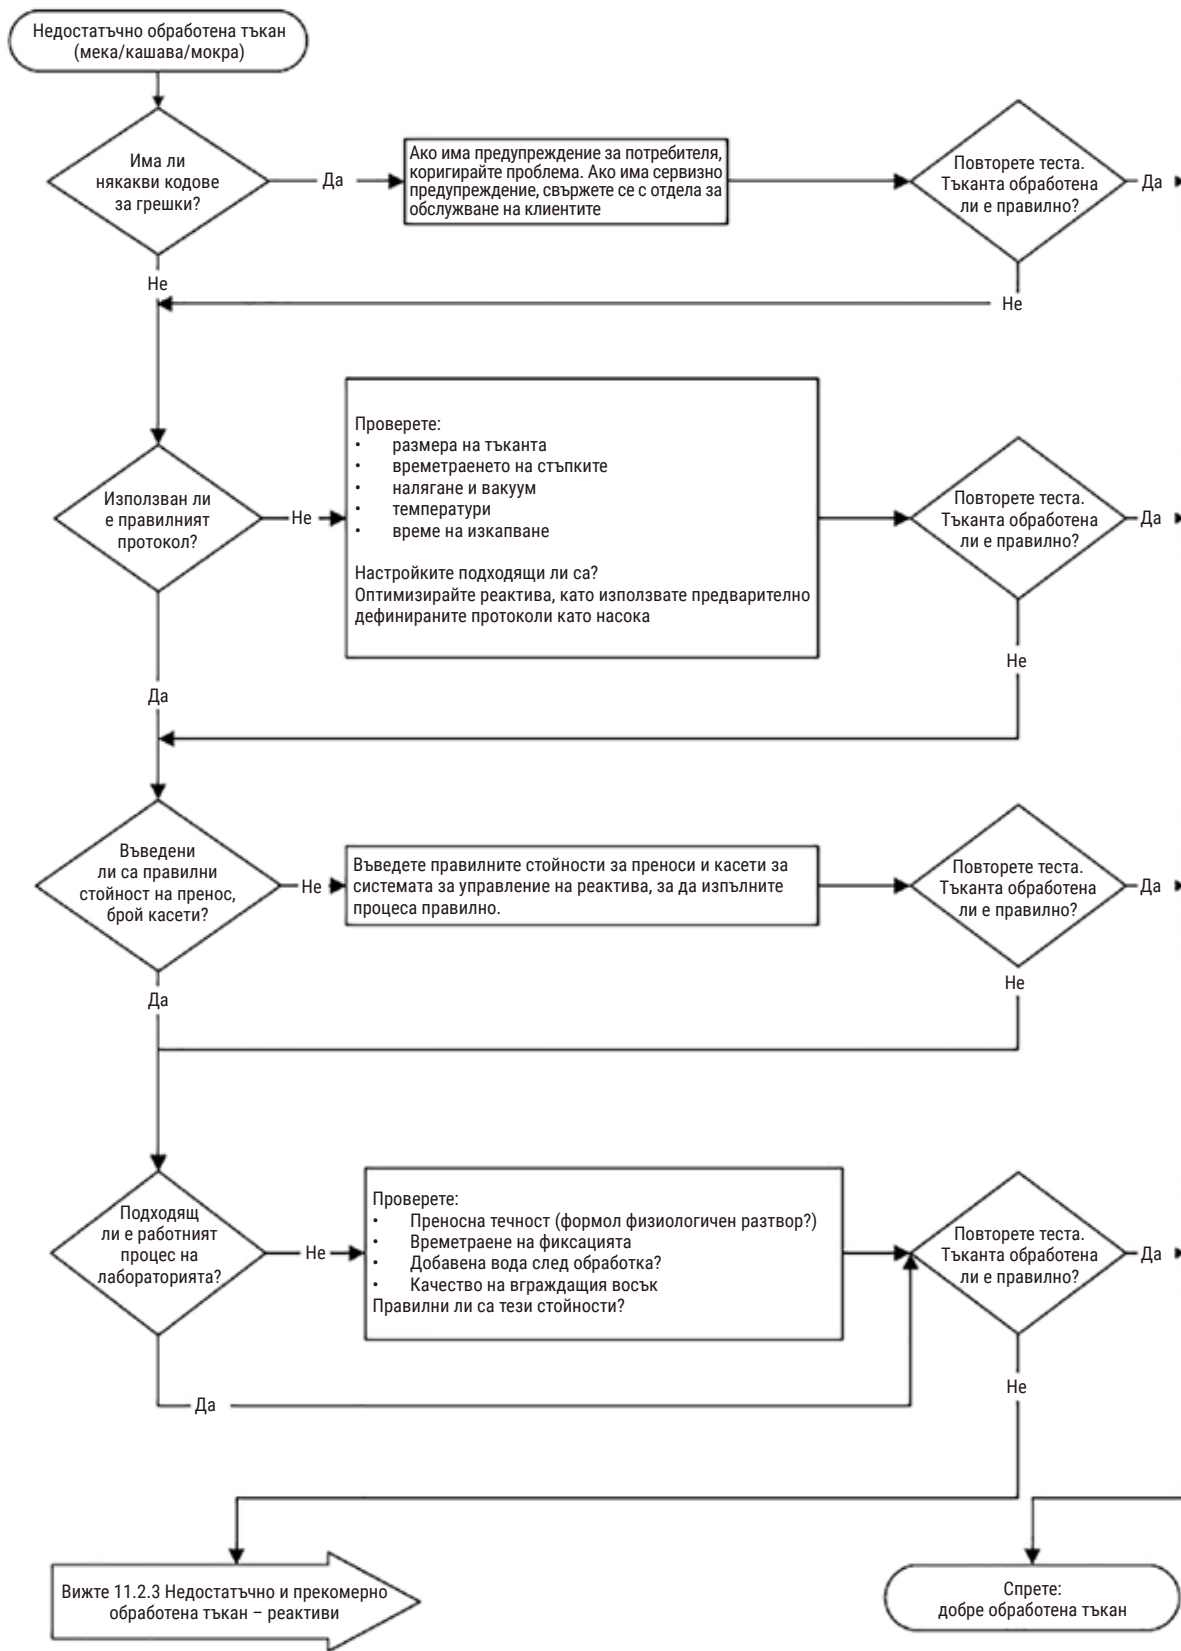 Недостатъчно обработена тъкан
(мека/кашава/мокра)
Има ли
някакви кодове
за грешки?
Да
Ако има предупреждение за потребителя,
коригирайте проблема. Ако има сервизно
предупреждение, свържете се с отдела за
обслужване на клиентите
Повторете теста.
Тъканта обработена
ли е правилно?
Да
Не
Не
Използван ли
е правилният
протокол?
Не
Проверете:
• размера на тъканта
• времетраенето на стъпките
• налягане и вакуум
• температури
• време на изкапване
Настройките подходящи ли са?
Оптимизирайте реактива, като използвате предварително
дефинираните протоколи като насока
Повторете теста.
Тъканта обработена
ли е правилно?
Да
Не
Да
Въведени
ли са правилни
стойност на пренос,
брой касети?
Не
Въведете правилните стойности за преноси и касети за
системата за управление на реактива, за да изпълните
процеса правилно.
Повторете теста.
Тъканта обработена
ли е правилно?
Да
Не
Да
Подходящ
ли е работният
процес на
лабораторията?
Не
Проверете:
• Преносна течност (формол физиологичен разтвор?)
• Времетраене на фиксацията
• Добавена вода след обработка?
• Качество на вграждащия восък
Правилни ли са тези стойности?
Повторете теста.
Тъканта обработена
ли е правилно?
Да
Не
Да
Вижте 11.2.3 Недостатъчно и прекомерно
обработена тъкан – реактиви
Спрете:
добре обработена тъкан